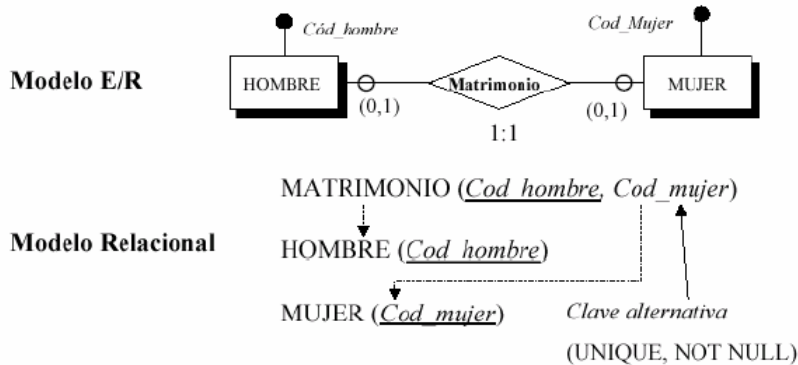 Cód_hombre
Cod_Mujer
Modelo E/R
HOMBRE
Matrimonio
MUJER
(0,1)
(0,1)
1:1
MATRIMONIO (Cod_hombre, Cod_mujer)
Modelo Relacional
HOMBRE (Cod_hombre)
MUJER (Cod_mujer)
Clave alternativa
(UNIQUE, NOT NULL)